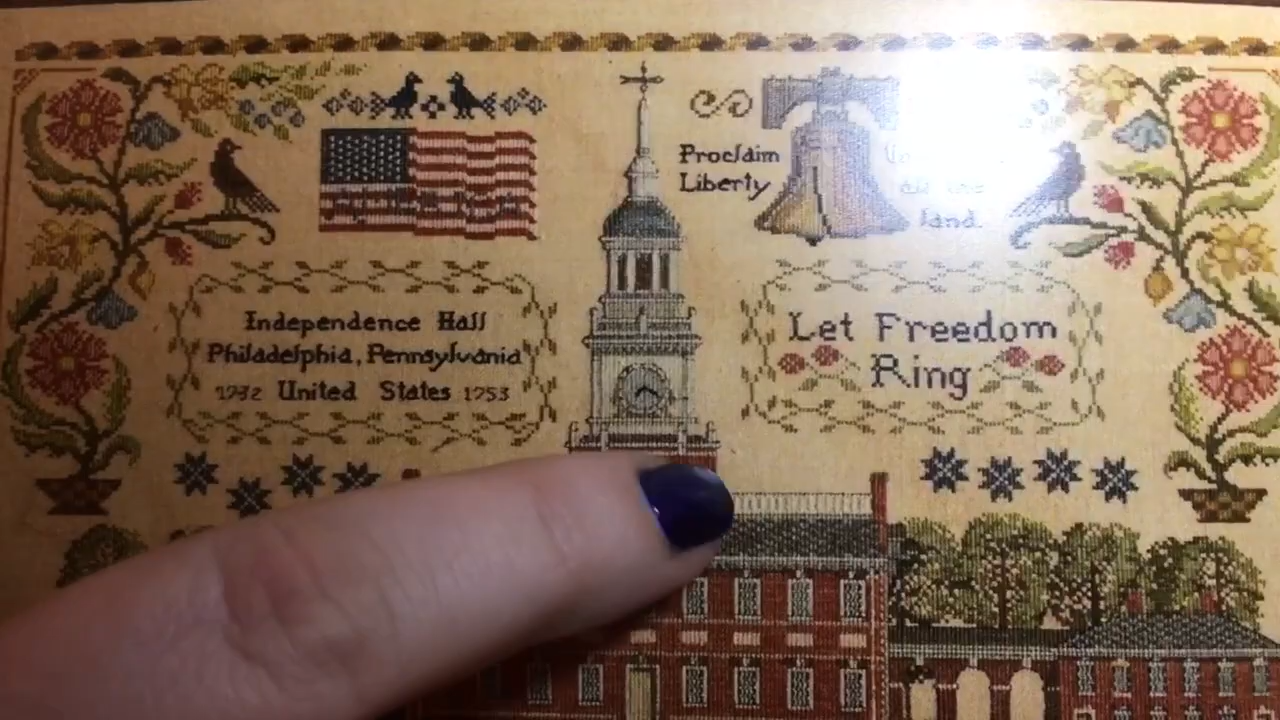 Proclaim
Liberty
land.
Independence Hall
Philadelphia, Pennsylvania
1732 United States 1753
Let Freedom
Ring